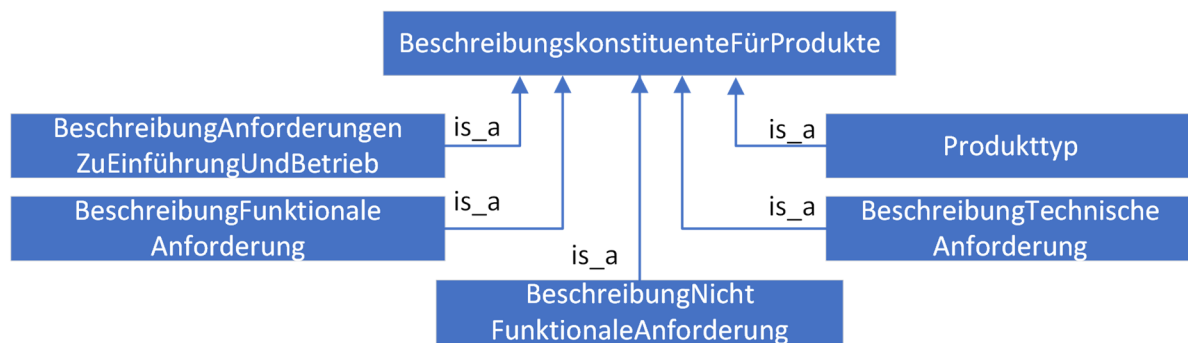 BeschreibungskonstituenteFürProdukte
BeschreibungAnforderungen
ZuEinführungUndBetrieb
is_a
is_a
Produkttyp
BeschreibungFunktionale
Anforderung
is_a
is_a
BeschreibungTechnische
Anforderung
is_a
BeschreibungNicht
FunktionaleAnforderung